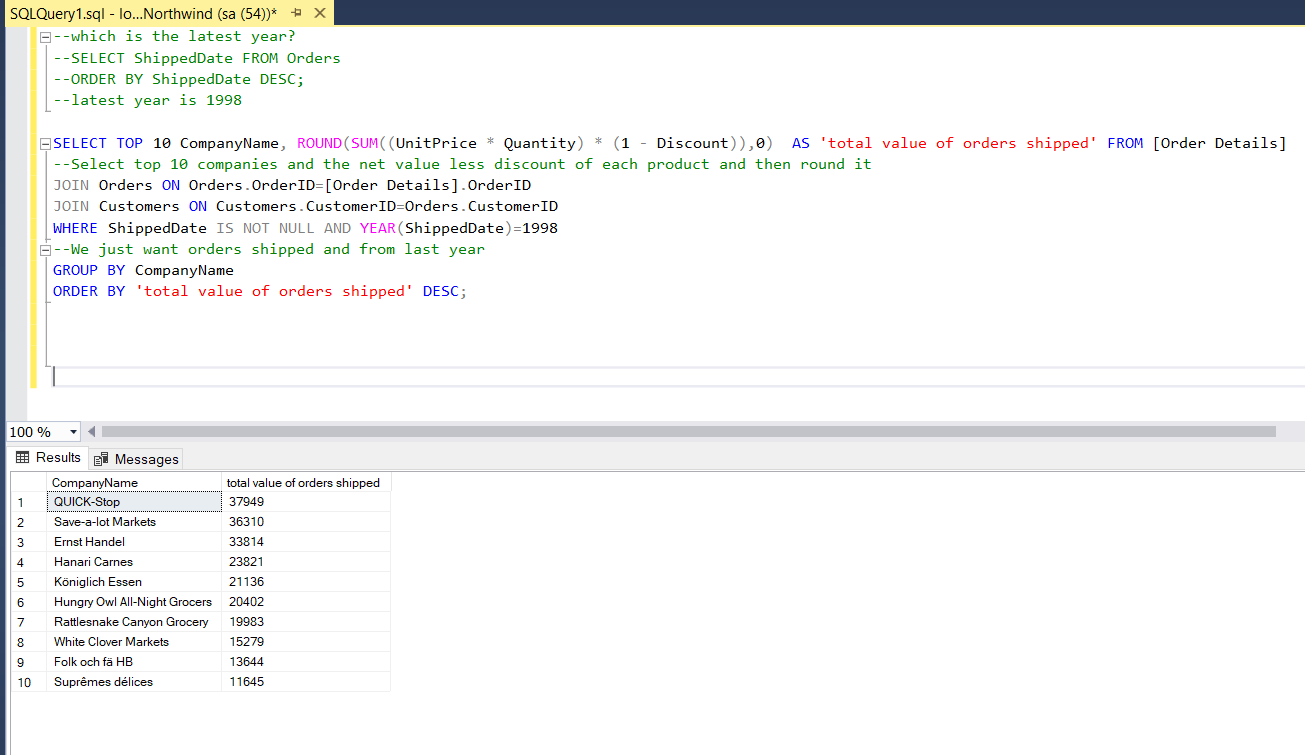 SQLQuery1.sql - lo...Northwind (sa (54))*
--which is the latest year?
--SELECT ShippedDate FROM Orders
--ORDER BY ShippedDate DESC;
--latest year is 1998
SELECT TOP 10 CompanyName, ROUND(SUM((UnitPrice * Quantity) * (1 - Discount)),0)  AS 'total value of orders shipped' FROM [Order Details]
--Select top 10 companies and the net value less discount of each product and then round it
JOIN Orders ON Orders.OrderID=[Order Details].OrderID
JOIN Customers ON Customers.CustomerID=Orders.CustomerID
WHERE ShippedDate IS NOT NULL AND YEAR(ShippedDate)=1998
--We just want orders shipped and from last year
GROUP BY CompanyName
ORDER BY 'total value of orders shipped' DESC;
100 %
Results Messages
CompanyName total value of orders shipped
1 QUICK-Stop 37949
2 Save-a-lot Markets 36310
3 Ernst Handel 33814
4 Hanari Carnes 23821
5 Königlich Essen 21136
6 Hungry Owl All-Night Grocers 20402
7 Rattlesnake Canyon Grocery 19983
8 White Clover Markets 15279
9 Folk och fä HB 13644
10 Suprêmes délices 11645